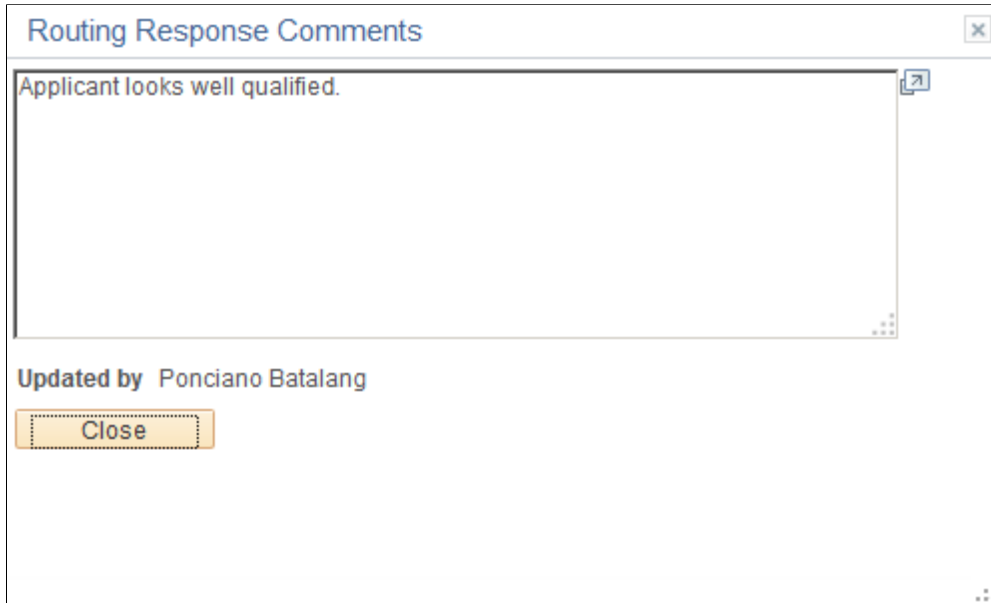 Routing Response Comments
Applicant looks well qualified.
Updated by Ponciano Batalang
Close